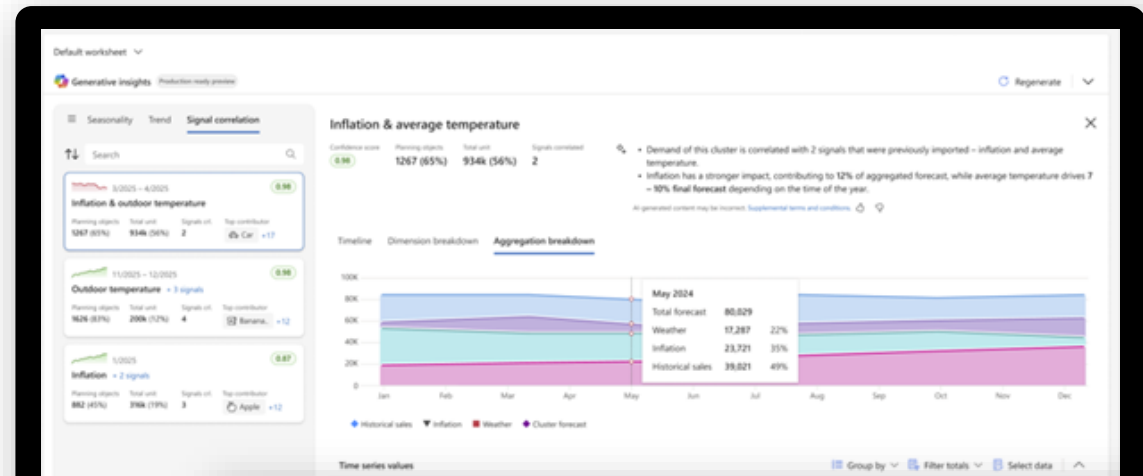 Default worksheet
Generative insights Production ready preview
Regenerate
Seasonality Trend Signal correlation
Search
3/2025 – 4/2025 0.98
Inflation & outdoor temperature
Planning objects Total unit Signals crl. Top contributor
1267 (65%) 934k (56%) 2 Car +17
11/2025 – 12/2025 0.98
Outdoor temperature + 3 signals
Planning objects Total unit Signals crl. Top contributor
1626 (83%) 200k (12%) 4 Banana.. +12
1/2025 0.87
Inflation + 2 signals
Planning objects Total unit Signals crl. Top contributor
882 (45%) 316k (19%) 3 Apple +12
Inflation & average temperature
Confidence score Planning objects Total unit Signals correlated
0.98 1267 (65%) 934k (56%) 2
• Demand of this cluster is correlated with 2 signals that were previously imported – inflation and average
temperature.
• Inflation has a stronger impact, contributing to 12% of aggregated forecast, while average temperature drives 7
– 10% final forecast depending on the time of the year.
AI-generated content may be incorrect. Supplemental terms and conditions.
Timeline Dimension breakdown Aggregation breakdown
100K
80K
60K
40K
20K
0
May 2024
Total forecast 80,029
Weather 17,287 22%
Inflation 23,721 35%
Historical sales 39,021 49%
Jan Feb Mar Apr May Jun Jul Aug Sep Oct Nov Dec
Historical sales Inflation Weather Cluster forecast
Time series values
Group by Filter totals Select data